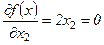 ∂f(x)/∂x₂ = 2x₂ = 0